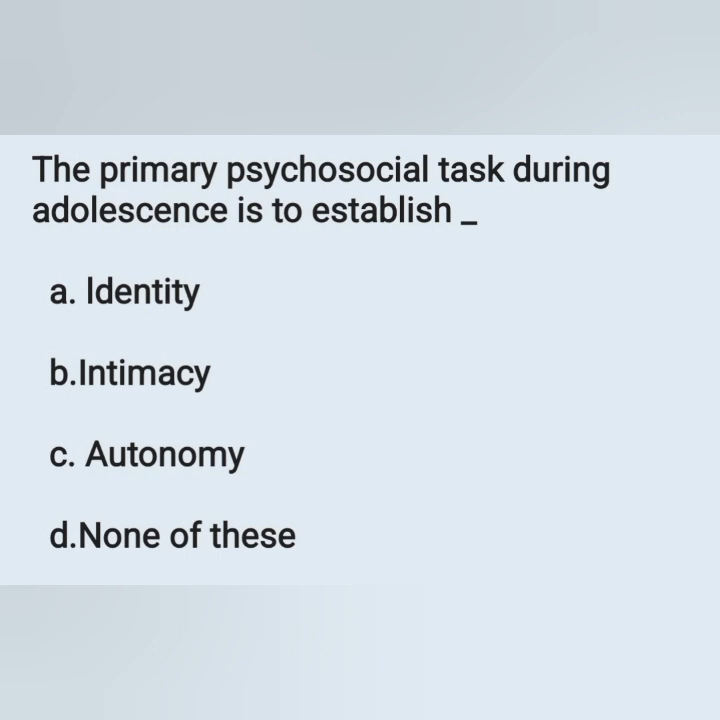 The primary psychosocial task during
adolescence is to establish _
a. Identity
b.Intimacy
c. Autonomy
d.None of these